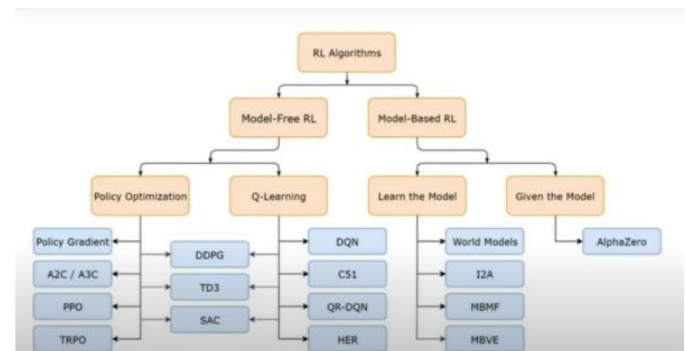 RL Algorithms
Model-Free RL
Model-Based RL
Policy Optimization
Q-Learning
Learn the Model
Given the Model
Policy Gradient
DDPG
DQN
World Models
AlphaZero
A2C / A3C
TD3
C51
I2A
PPO
SAC
QR-DQN
MBMF
TRPO
HER
MBVE